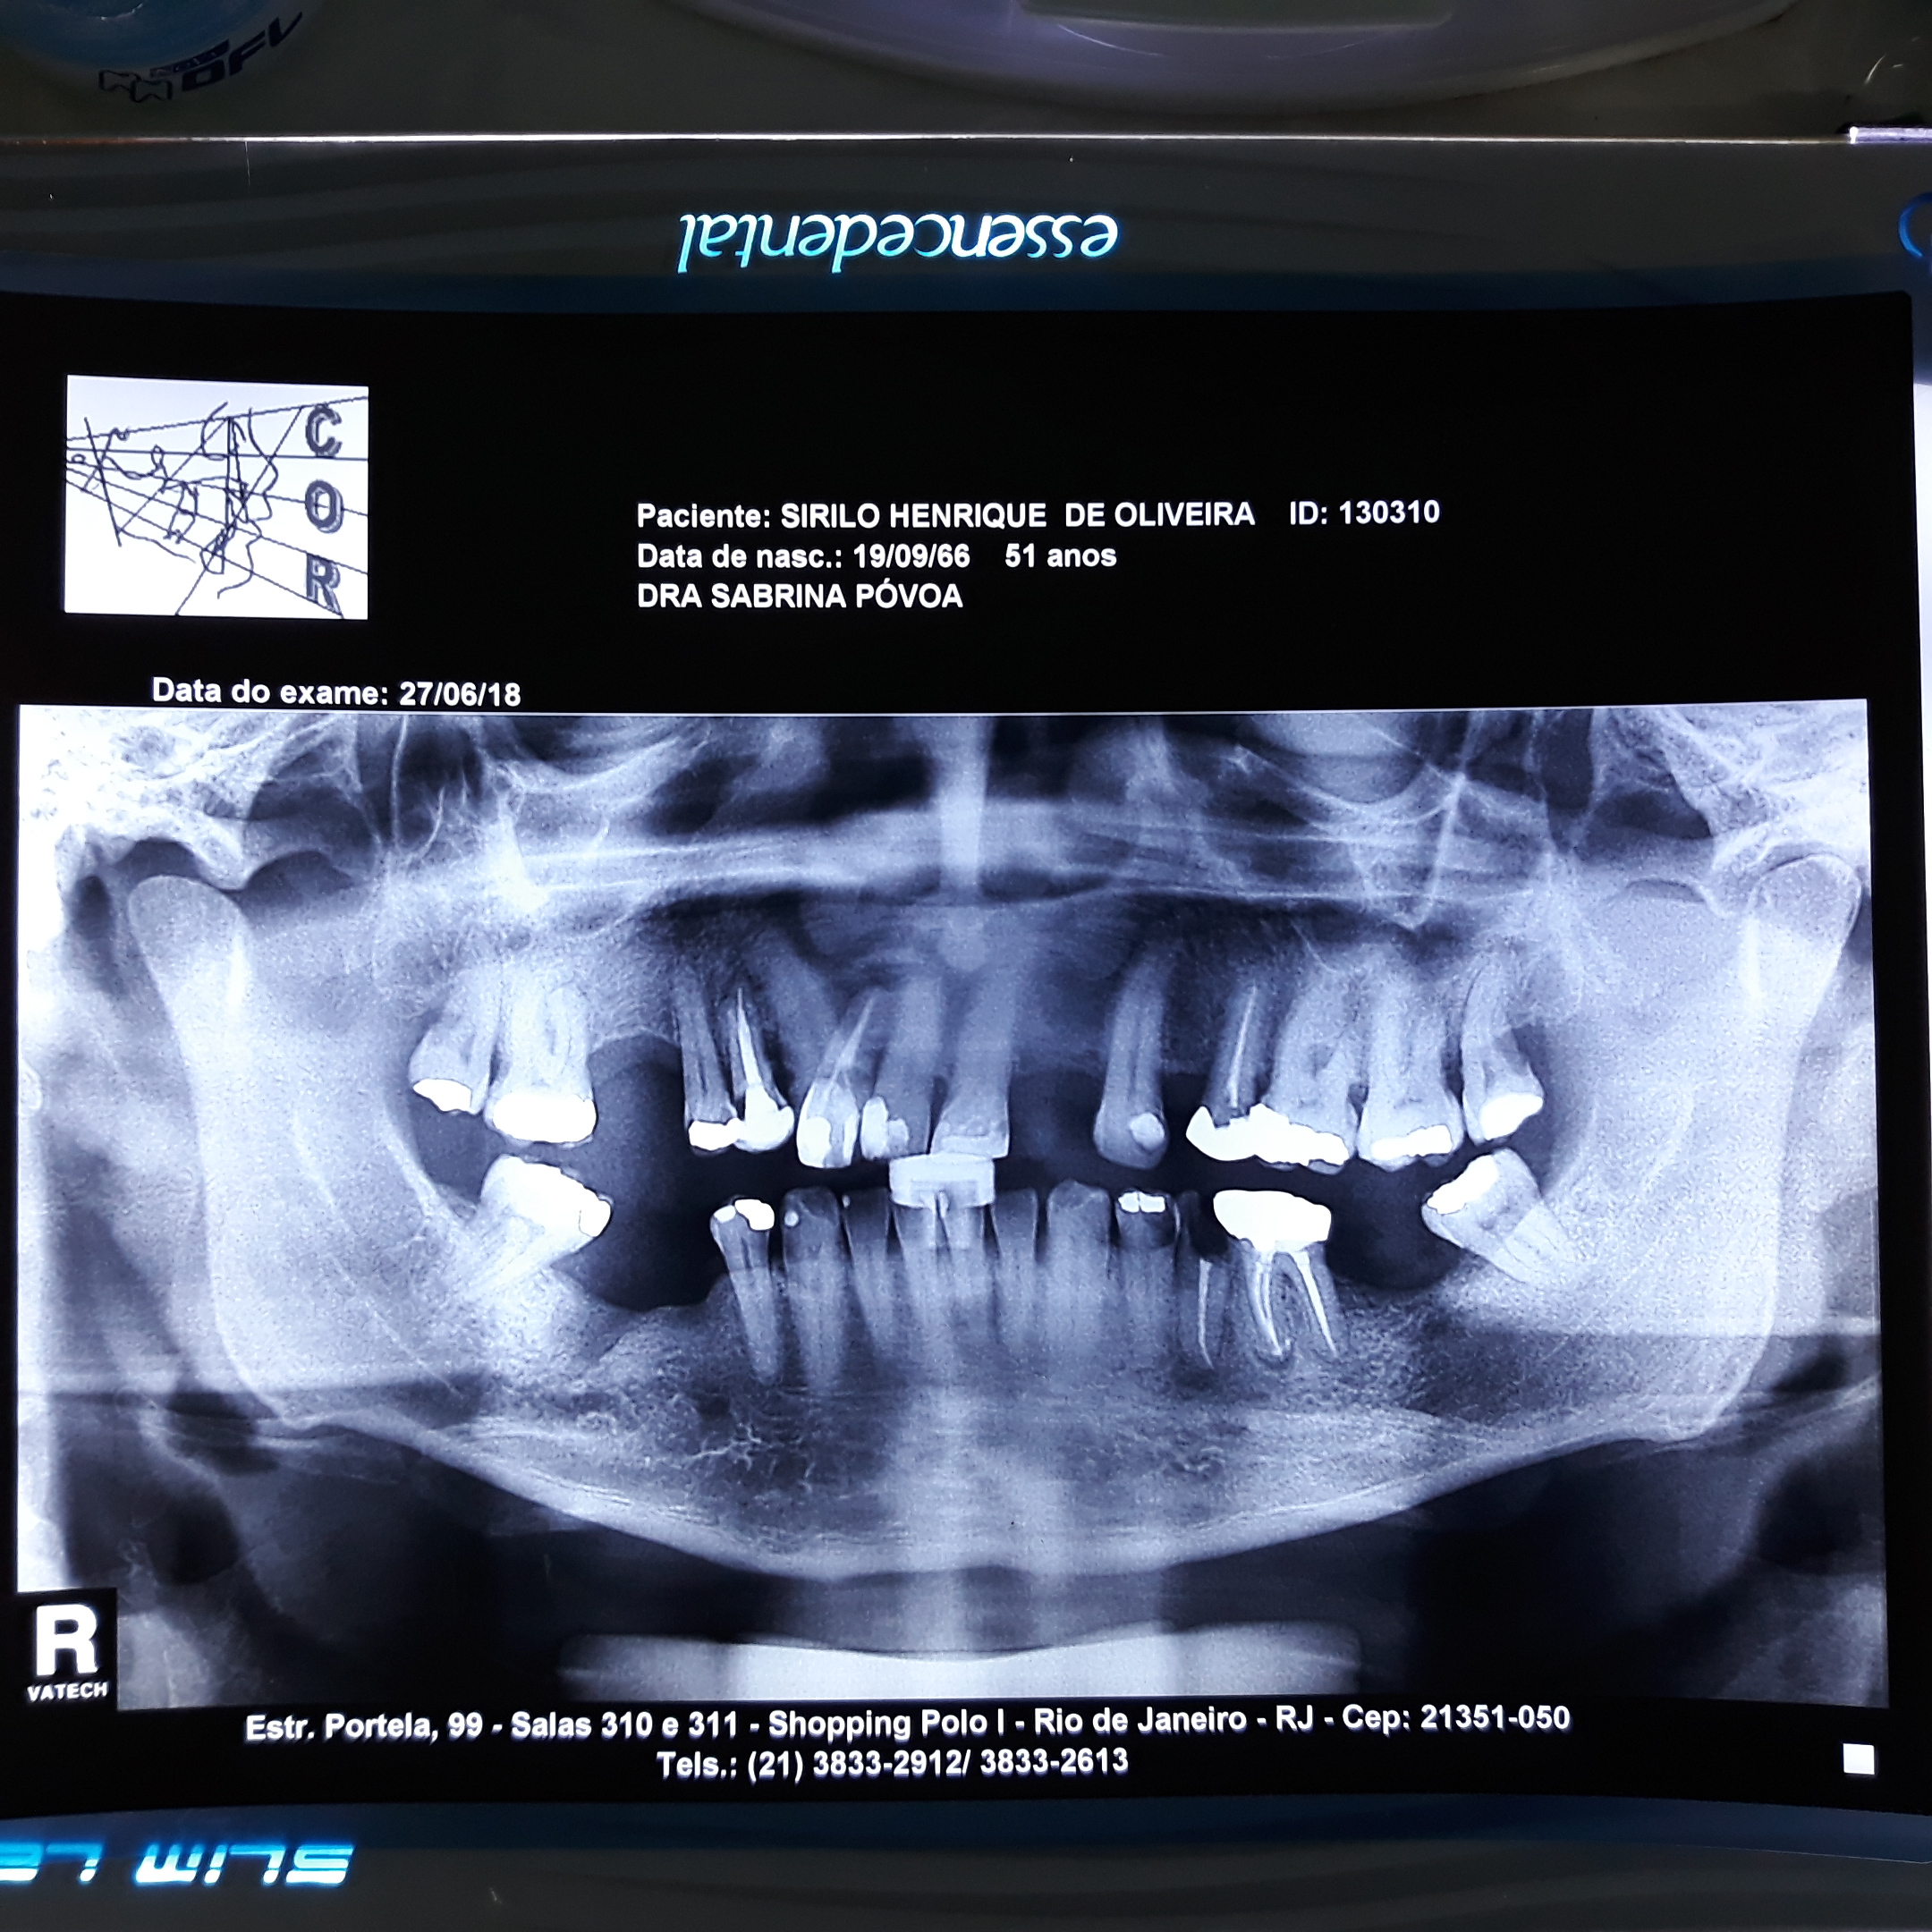 DFL
essencedental
C
O
R
Paciente: SIRILO HENRIQUE DE OLIVEIRA ID: 130310
Data de nasc.: 19/09/66 51 anos
DRA SABRINA PÓVOA
Data do exame: 27/06/18
R
VATECH
Estr. Portela, 99 - Salas 310 e 311 - Shopping Polo I - Rio de Janeiro - RJ - Cep: 21351-050
Tels.: (21) 3833-2912/ 3833-2613
SLIM